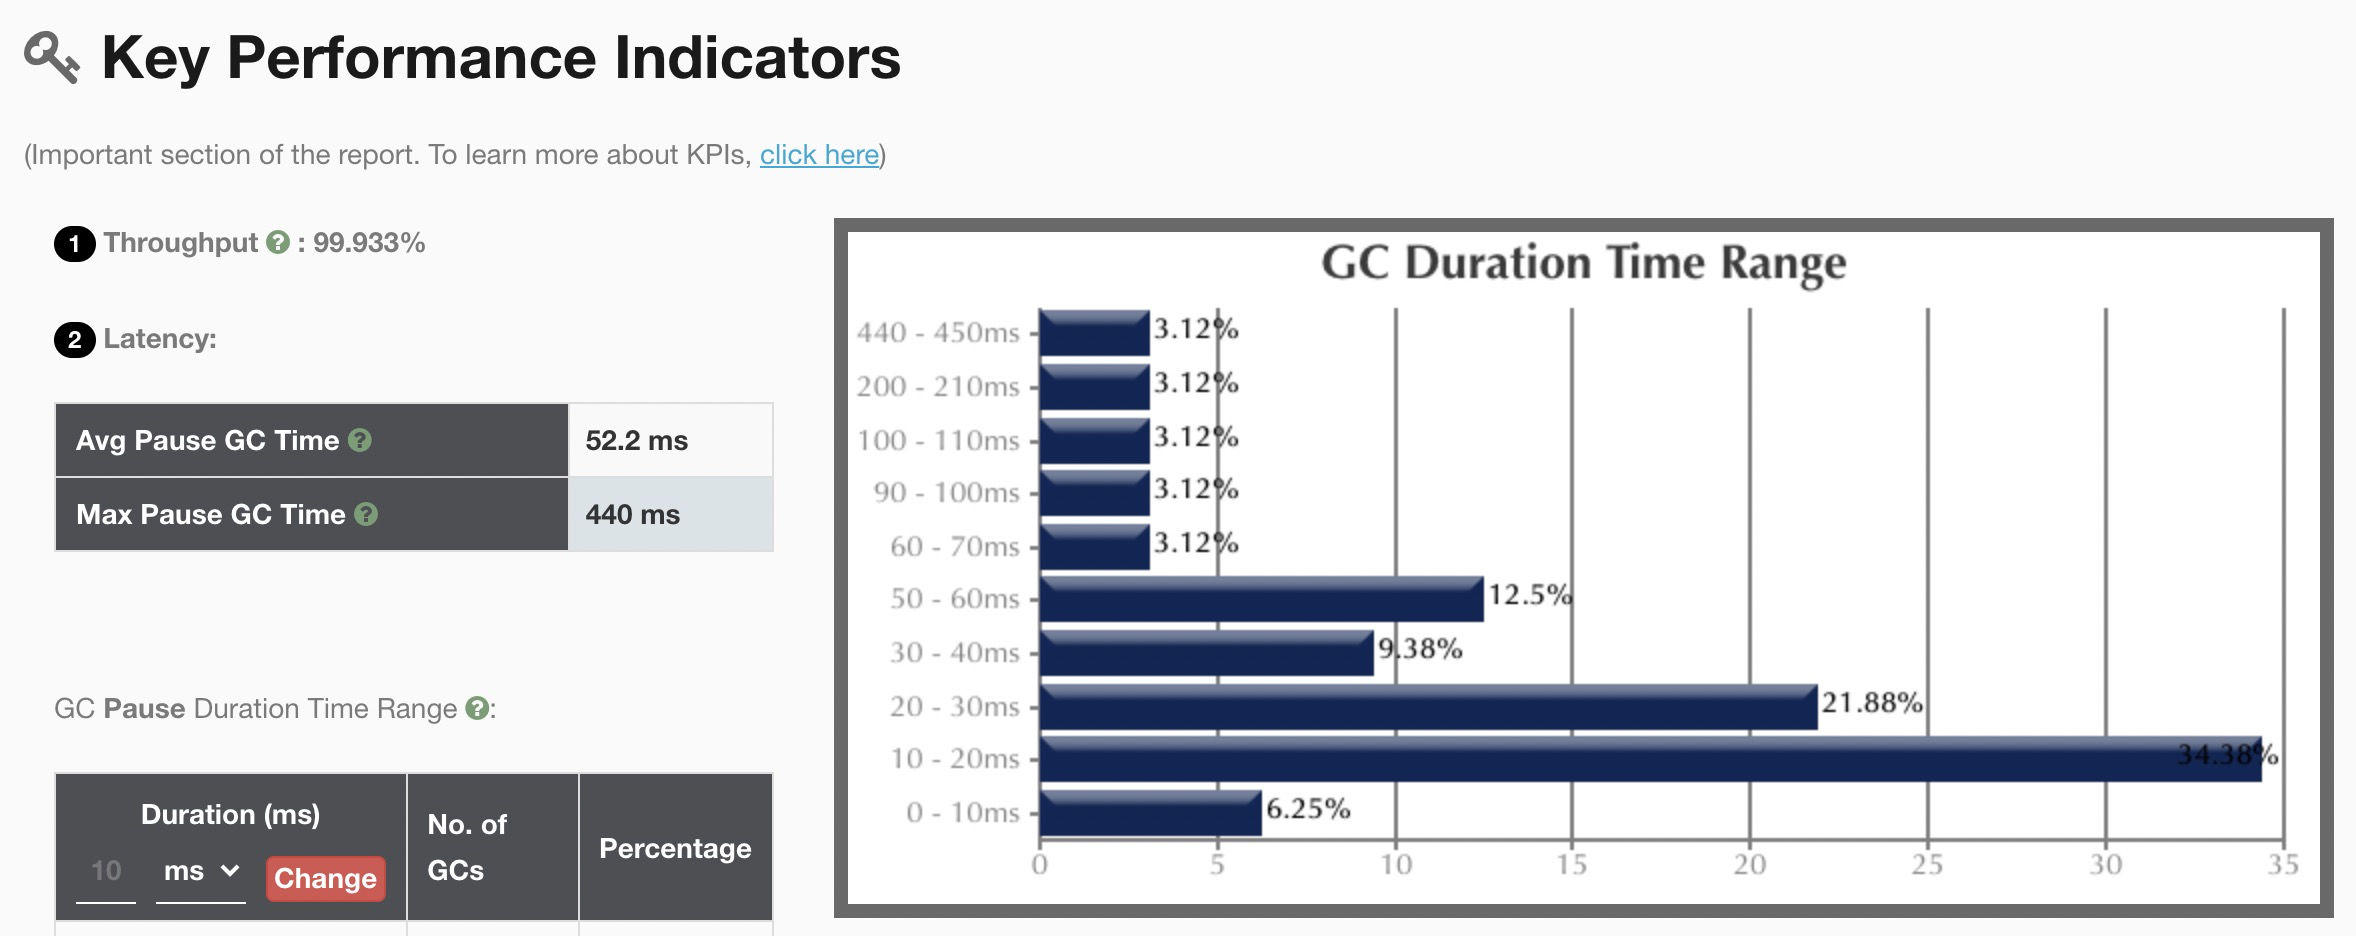 Key Performance Indicators
(Important section of the report. To learn more about KPIs, click here)
1 Throughput ? : 99.933%
2 Latency:
Avg Pause GC Time ? 52.2 ms
Max Pause GC Time ? 440 ms
GC Pause Duration Time Range ?:
Duration (ms)
10 ms Change
No. of
GCs
Percentage
GC Duration Time Range
440 - 450ms 3.12%
200 - 210ms 3.12%
100 - 110ms 3.12%
90 - 100ms 3.12%
60 - 70ms 3.12%
50 - 60ms 12.5%
30 - 40ms 9.38%
20 - 30ms 21.88%
10 - 20ms 34.38%
0 - 10ms 6.25%
0 5 10 15 20 25 30 35